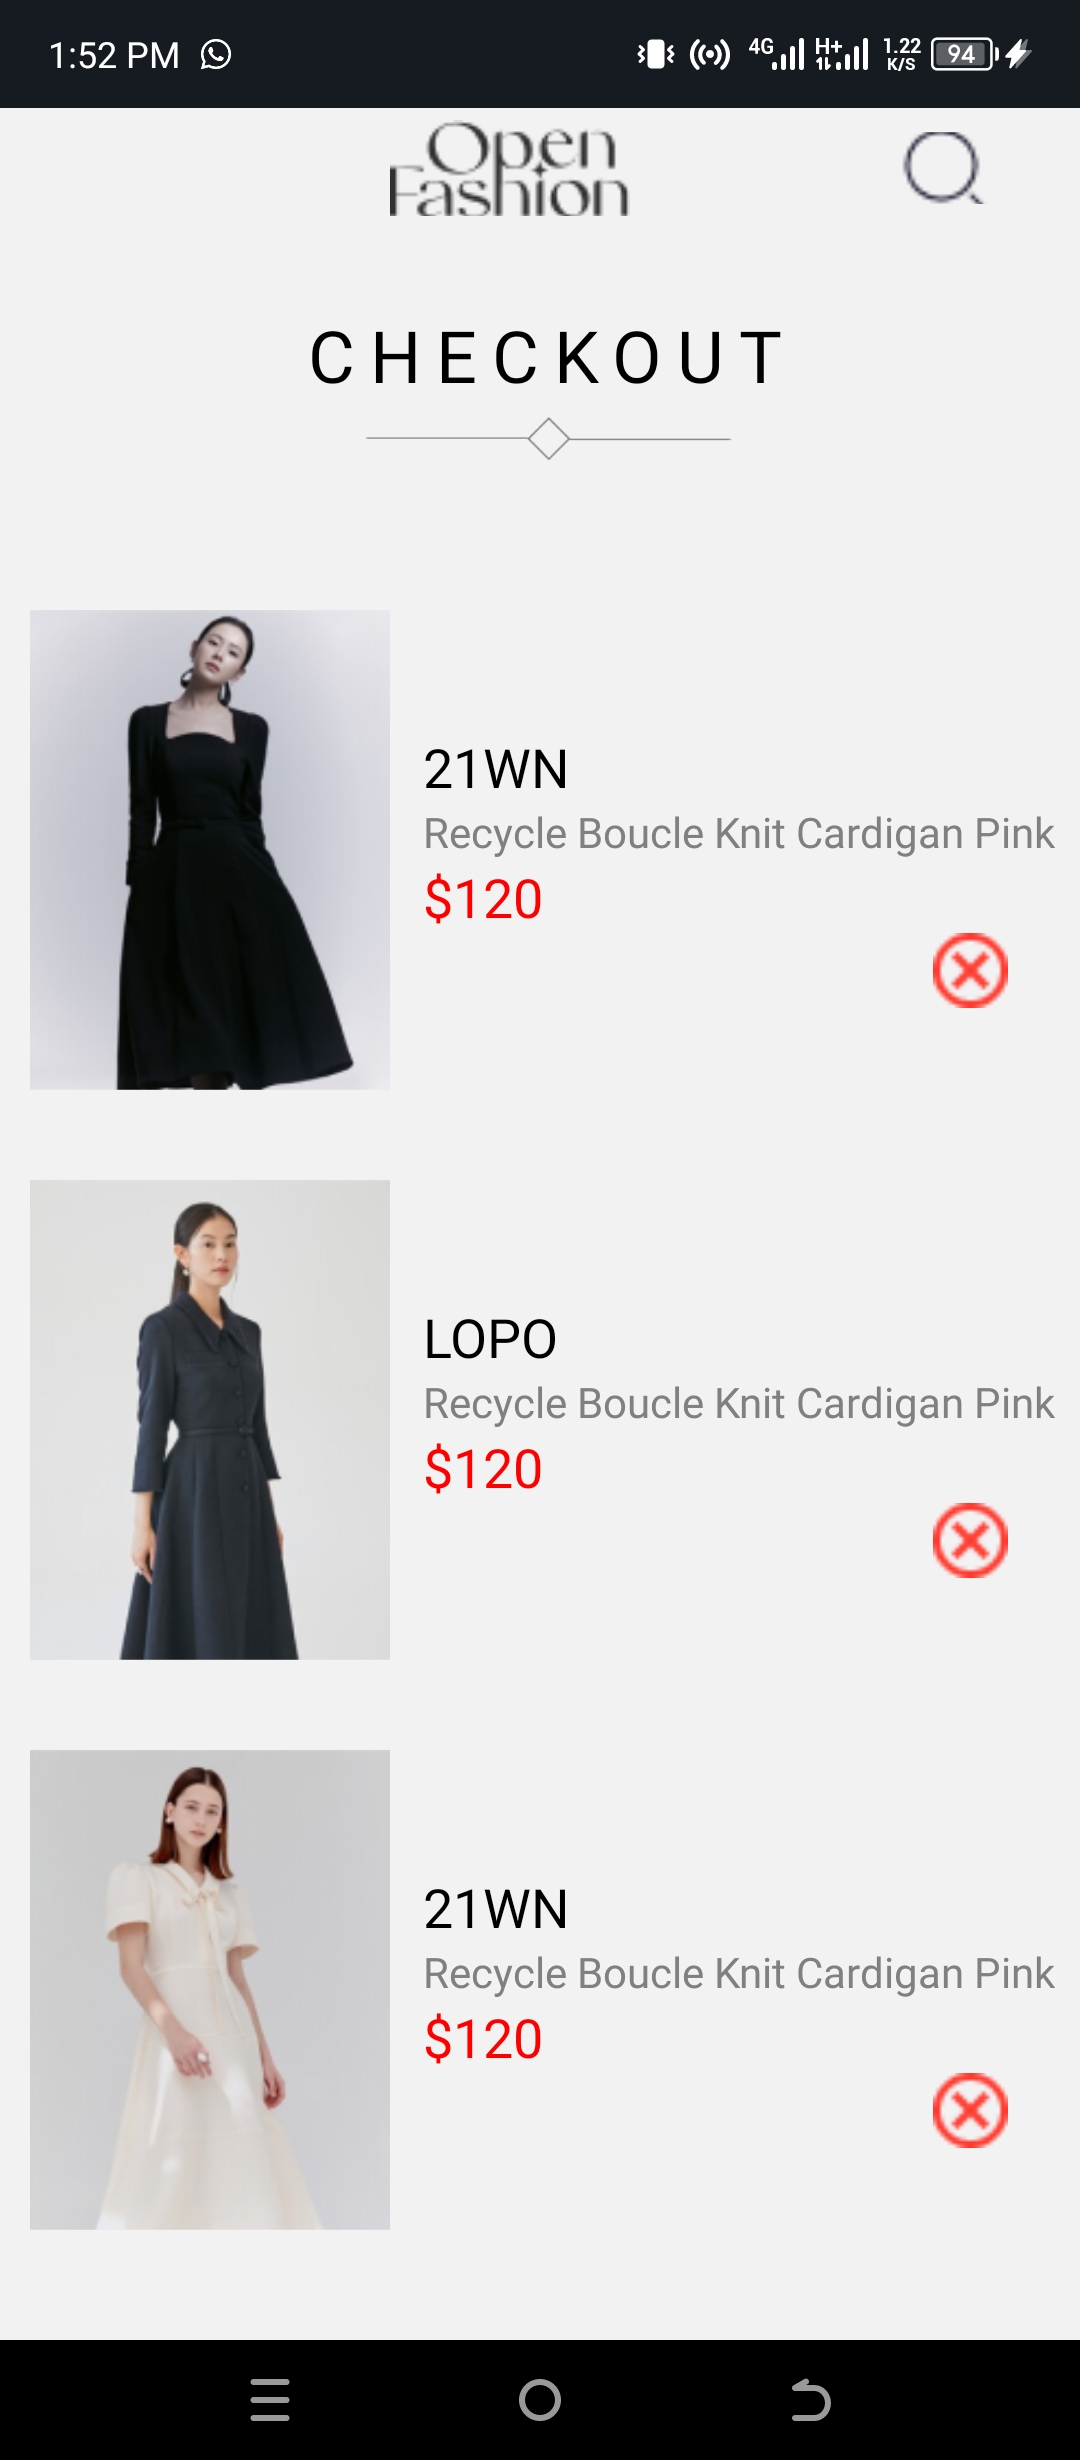 1:52 PM
4G H+ 1.22 K/S 94
Open
Fashion
CHECKOUT
21WN
Recycle Boucle Knit Cardigan Pink
$120
LOPO
Recycle Boucle Knit Cardigan Pink
$120
21WN
Recycle Boucle Knit Cardigan Pink
$120